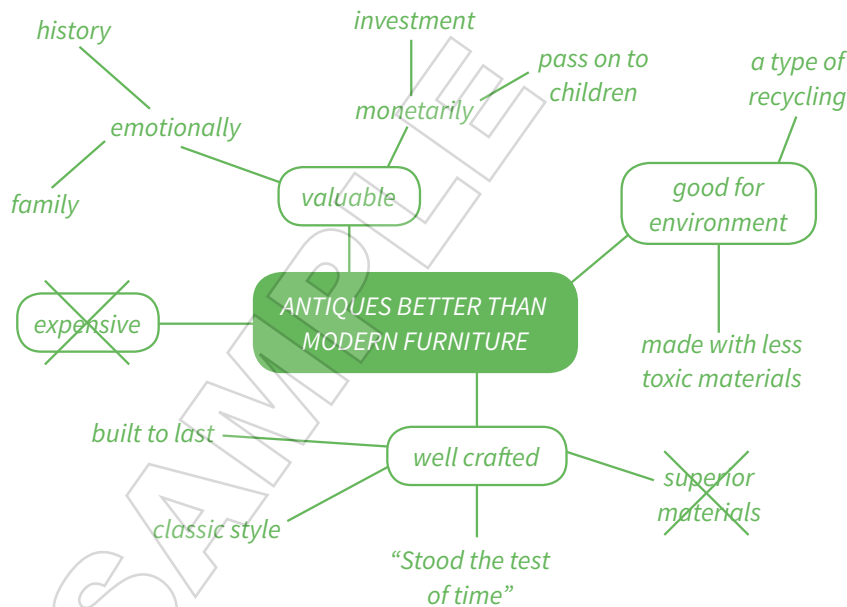 history
investment
pass on to
children
a type of
recycling
emotionally
monetarily
family
valuable
good for
environment
expensive
ANTIQUES BETTER THAN
MODERN FURNITURE
made with less
toxic materials
built to last
well crafted
superior
materials
classic style
“Stood the test
of time”
SAMPLE